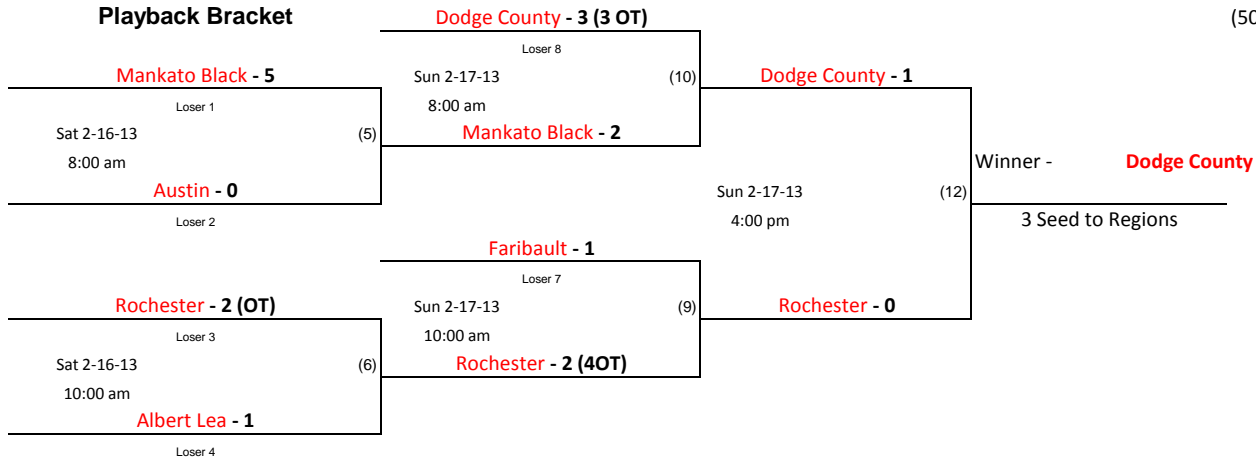 Playback Bracket
Dodge County - 3 (3 OT)
(50
Loser 8
Mankato Black - 5
Sun 2-17-13
(10)
Dodge County - 1
Loser 1
8:00 am
Sat 2-16-13
(5)
Mankato Black - 2
8:00 am
Winner - Dodge County
Austin - 0
Sun 2-17-13
(12)
Loser 2
4:00 pm
3 Seed to Regions
Faribault - 1
Loser 7
Rochester - 2 (OT)
Sun 2-17-13
(9)
Rochester - 0
Loser 3
10:00 am
Sat 2-16-13
(6)
Rochester - 2 (4OT)
10:00 am
Albert Lea - 1
Loser 4